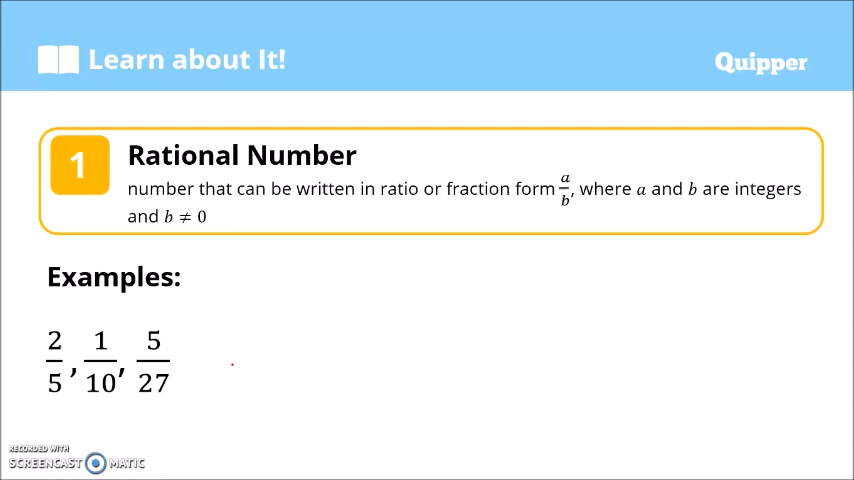 Learn about It!
Quipper
1
Rational Number
number that can be written in ratio or fraction form a/b, where a and b are integers
and b ≠ 0
Examples:
2/5, 1/10, 5/27
RECORDED WITH
SCREENCAST MATIC